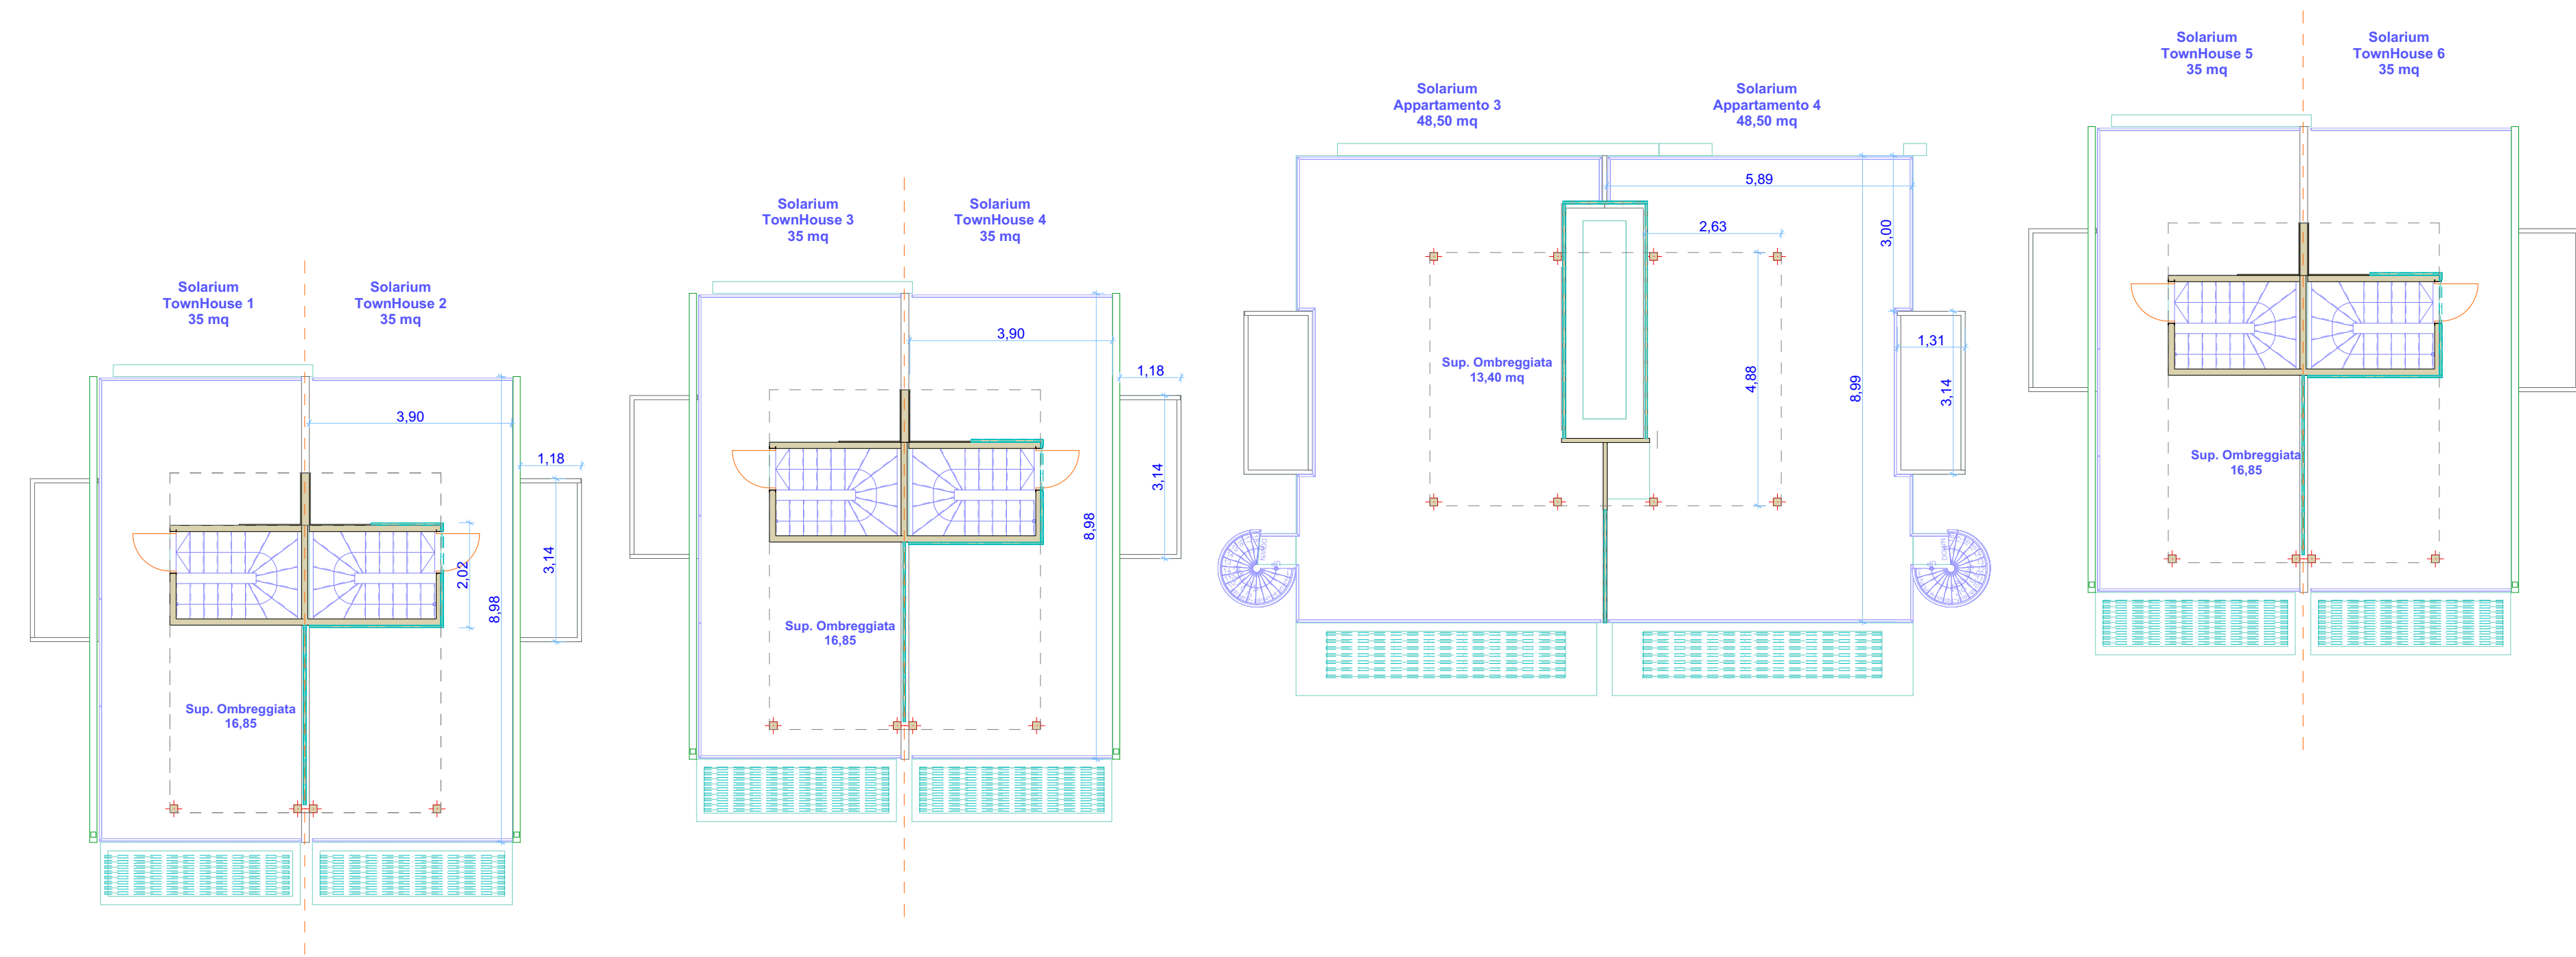 Solarium
TownHouse 1
35 mq
Solarium
TownHouse 2
35 mq
3,90
1,18
3,14
2,02
8,98
Sup. Ombreggiata
16,85
Solarium
TownHouse 3
35 mq
Solarium
TownHouse 4
35 mq
3,90
1,18
3,14
8,98
Sup. Ombreggiata
16,85
Solarium
Appartamento 3
48,50 mq
Solarium
Appartamento 4
48,50 mq
5,89
2,63
3,00
1,31
3,14
4,88
8,99
Sup. Ombreggiata
13,40 mq
DOWN
DOWN
Solarium
TownHouse 5
35 mq
Solarium
TownHouse 6
35 mq
Sup. Ombreggiata
16,85